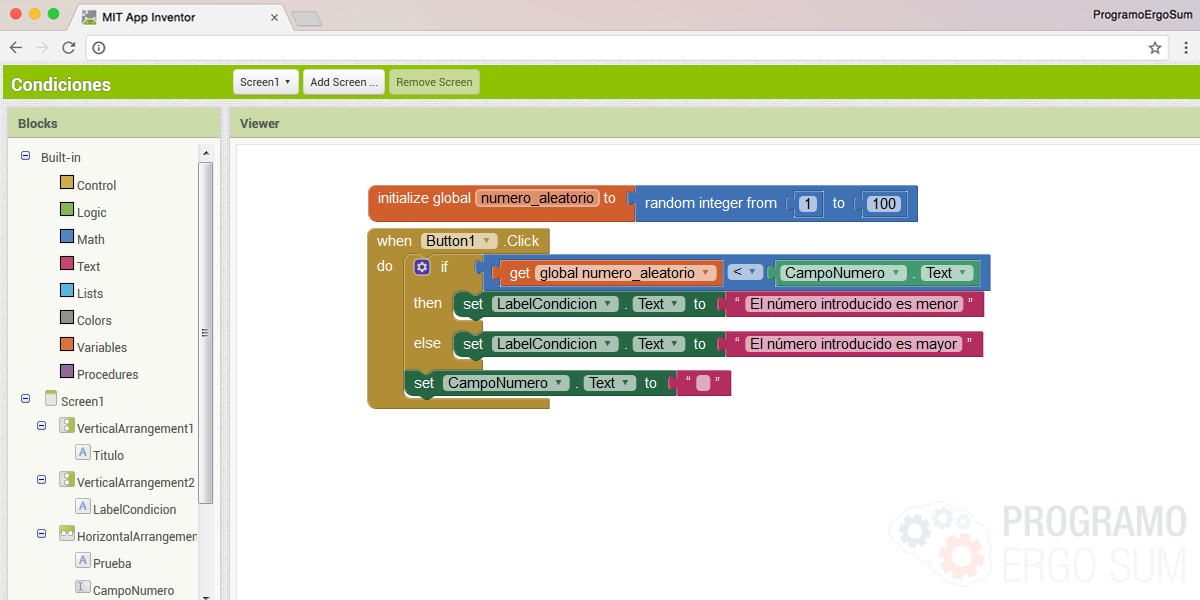 MIT App Inventor
ProgramoErgoSum
Condiciones
Screen1
Add Screen ...
Remove Screen
Blocks
Viewer
Built-in
Control
Logic
Math
Text
Lists
Colors
Variables
Procedures
Screen1
VerticalArrangement1
Titulo
VerticalArrangement2
LabelCondicion
HorizontalArrangemen
Prueba
CampoNumero
initialize global numero_aleatorio to random integer from 1 to 100
when Button1 .Click
do if get global numero_aleatorio < CampoNumero . Text
then set LabelCondicion . Text to “ El número introducido es menor ”
else set LabelCondicion . Text to “ El número introducido es mayor ”
set CampoNumero . Text to “ ”
PROGRAMO
ERGO SUM